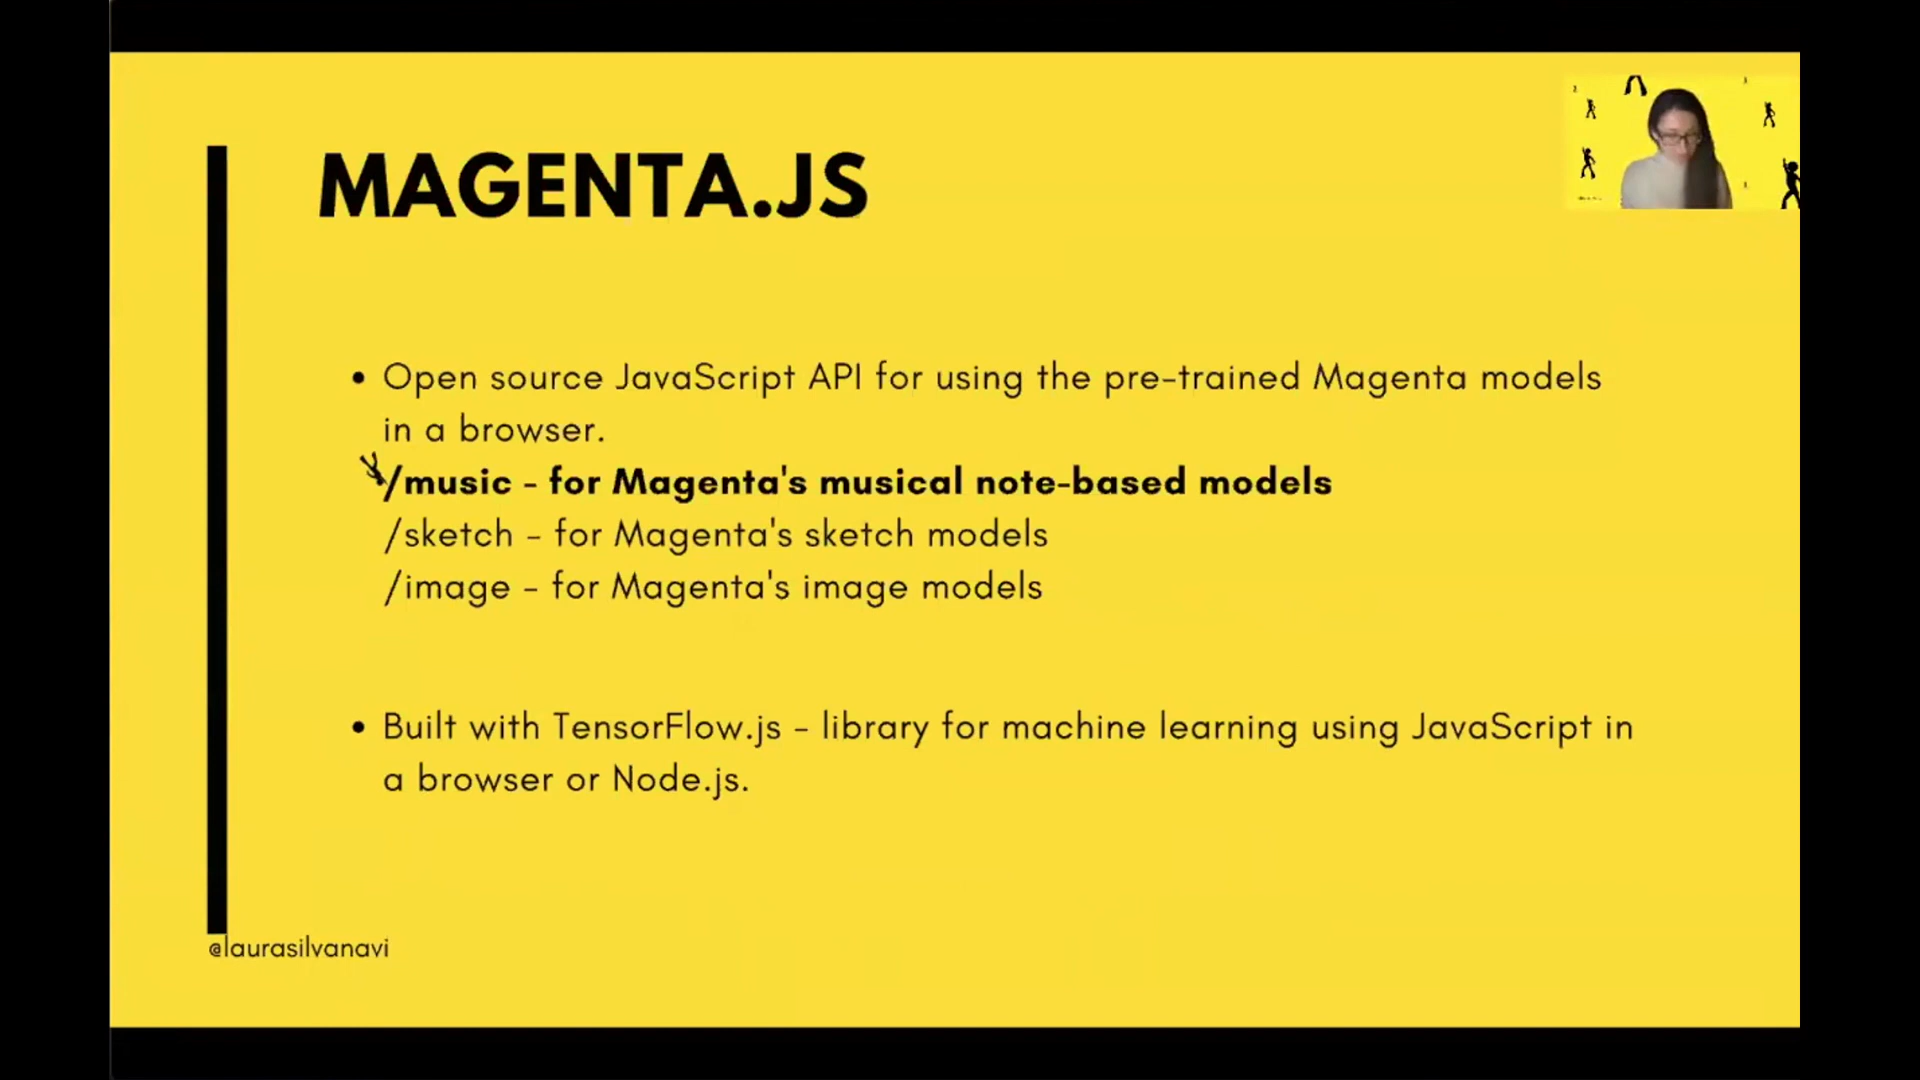 MAGENTA.JS
• Open source JavaScript API for using the pre-trained Magenta models
in a browser.
/music - for Magenta's musical note-based models
/sketch - for Magenta's sketch models
/image - for Magenta's image models
• Built with TensorFlow.js - library for machine learning using JavaScript in
a browser or Node.js.
@laurasilvanavi